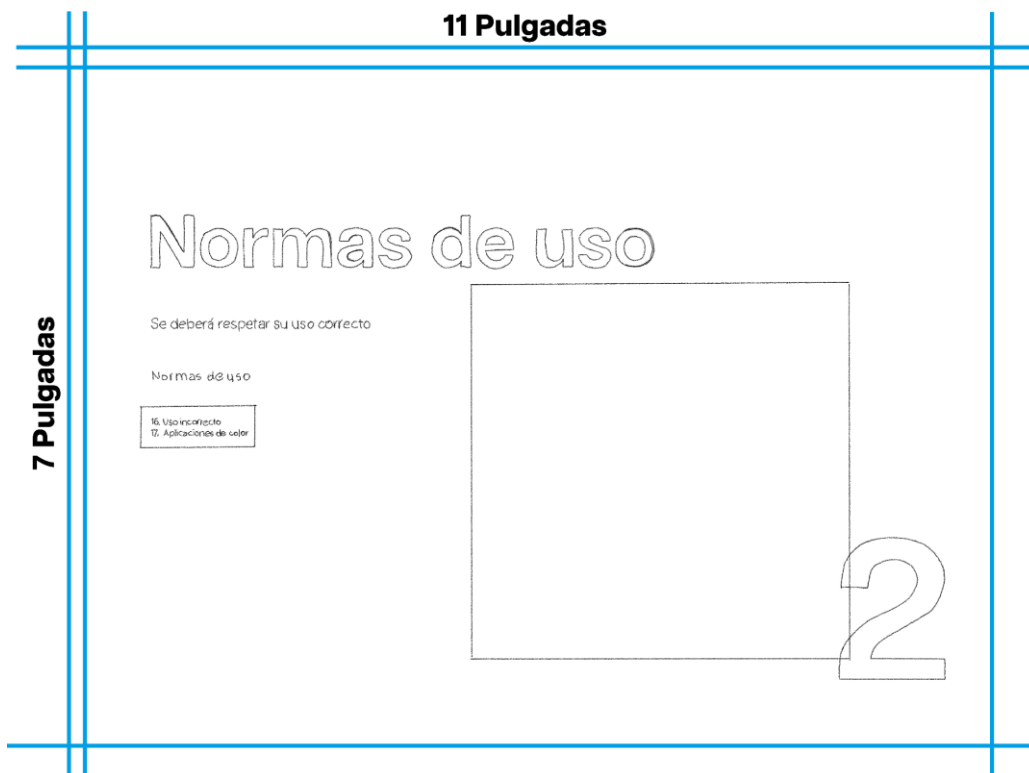 11 Pulgadas
7 Pulgadas
Normas de uso
Se deberá respetar su uso correcto
Normas de uso
16. Uso incorrecto
17. Aplicaciones de color
2